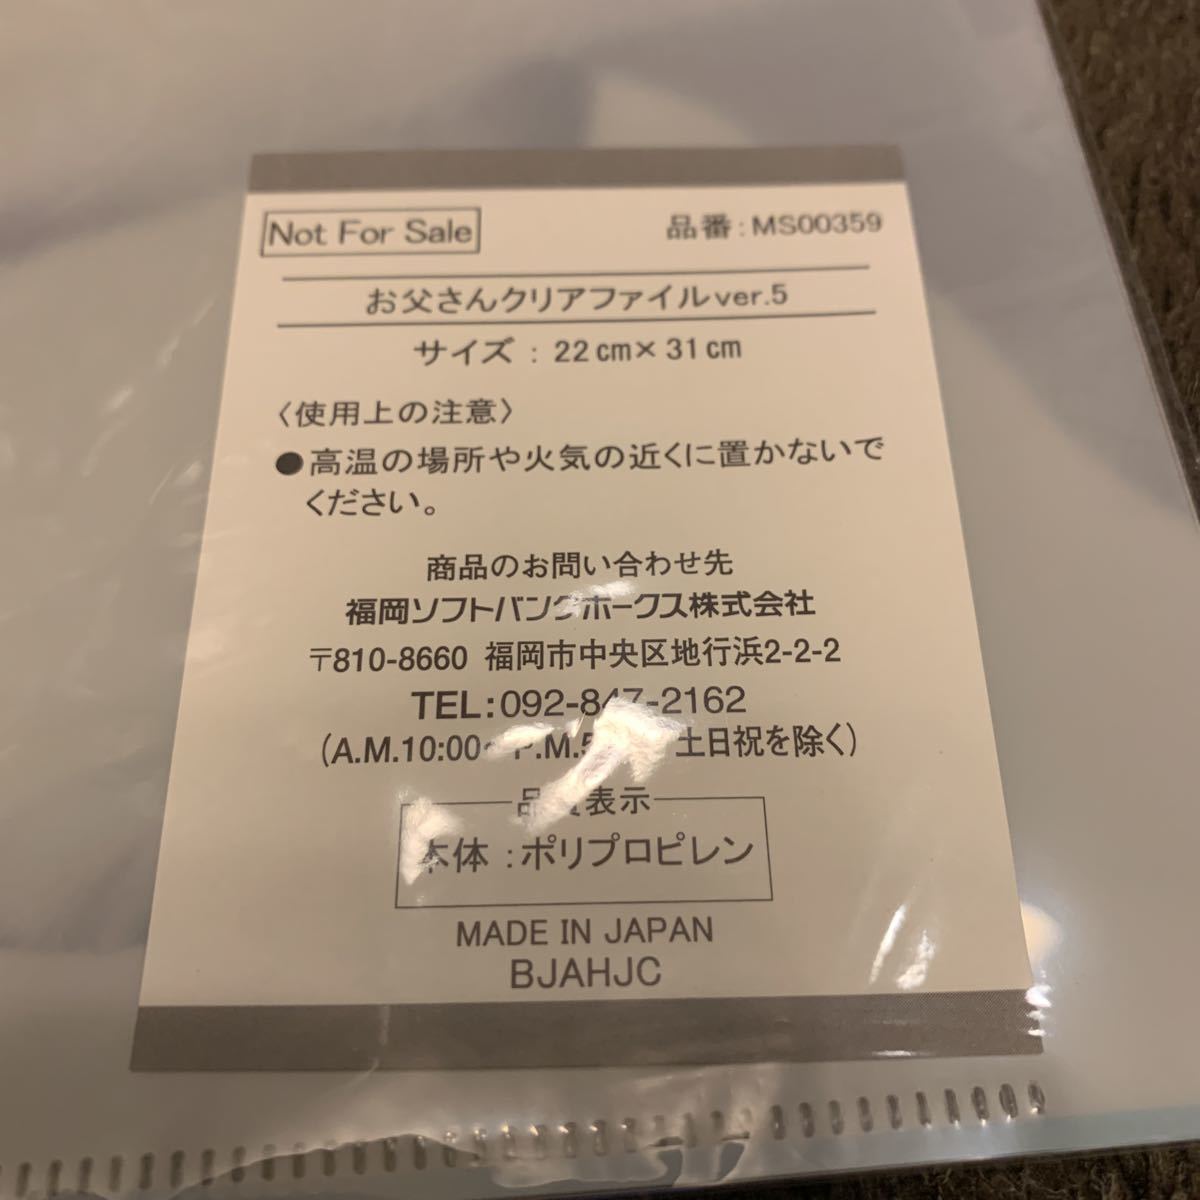 Not For Sale
品番:MS00359
お父さんクリアファイルver.5
サイズ : 22cm×31cm
〈使用上の注意〉
●高温の場所や火気の近くに置かないで
ください。
商品のお問い合わせ先
福岡ソフトバンクホークス株式会社
〒810-8660 福岡市中央区地行浜2-2-2
TEL:092-847-2162
(A.M.10:00 P.M. 土日祝を除く)
品質表示
本体 : ポリプロピレン
MADE IN JAPAN
BJAHJC